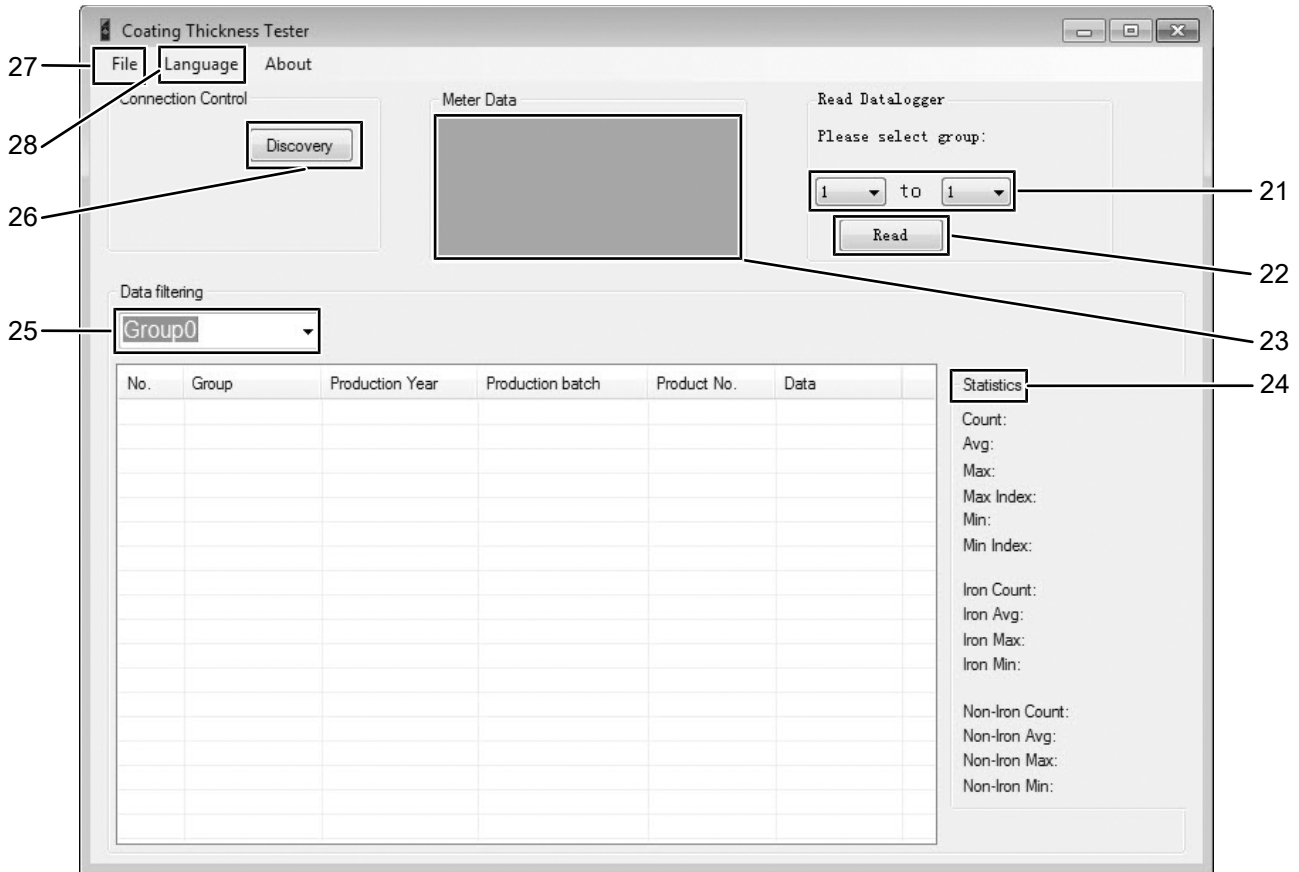 Coating Thickness Tester
27
File Language About
28
Connection Control
Discovery
26
Meter Data
Read Datalogger
Please select group:
1 to 1
21
Read
22
23
Data filtering
25
Group0
No. Group Production Year Production batch Product No. Data
Statistics
24
Count:
Avg:
Max:
Max Index:
Min:
Min Index:
Iron Count:
Iron Avg:
Iron Max:
Iron Min:
Non-Iron Count:
Non-Iron Avg:
Non-Iron Max:
Non-Iron Min: